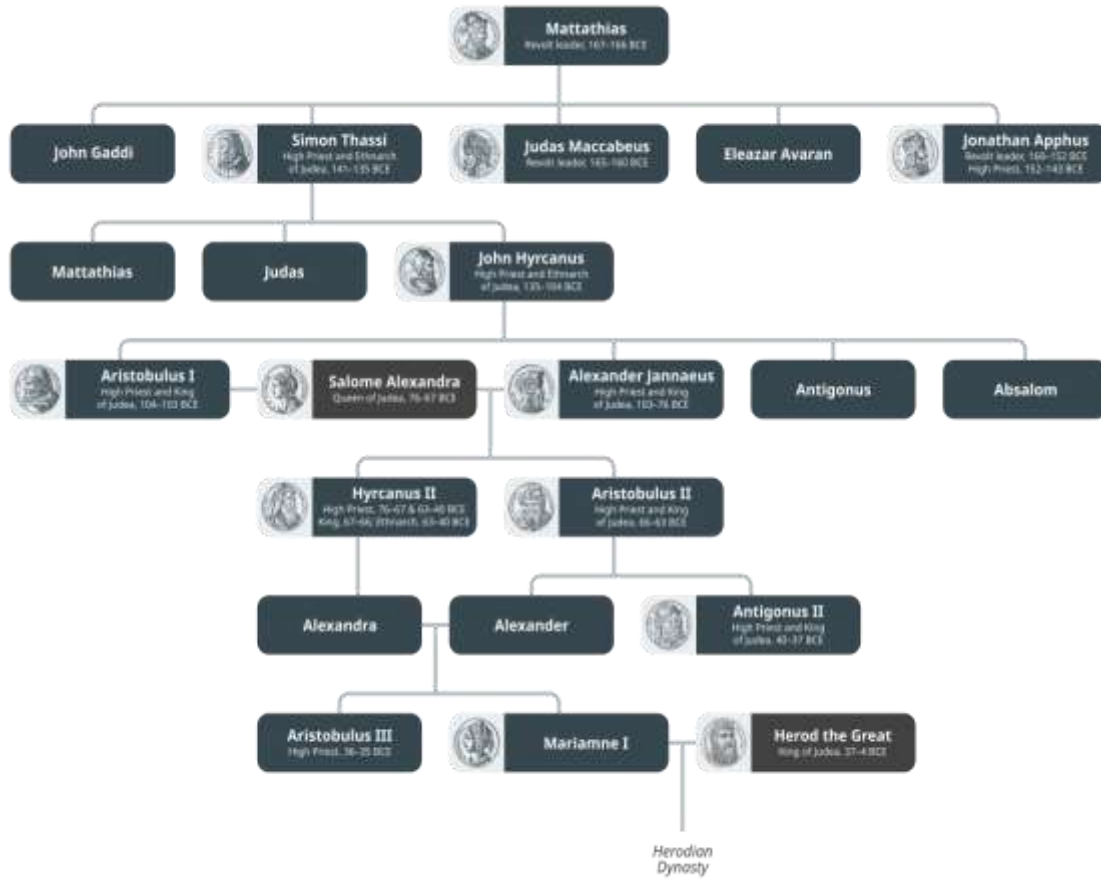 Mattathias
Revolt leader, 167–166 BCE
John Gaddi
Simon Thassi
High Priest and Ethnarch
of Judea, 141–135 BCE
Judas Maccabeus
Revolt leader, 165–160 BCE
Eleazar Avaran
Jonathan Apphus
Revolt leader, 160–152 BCE
High Priest, 152–143 BCE
Mattathias
Judas
John Hyrcanus
High Priest and Ethnarch
of Judea, 135–104 BCE
Aristobulus I
High Priest and King
of Judea, 104–103 BCE
Salome Alexandra
Queen of Judea, 76–67 BCE
Alexander Jannaeus
High Priest and King
of Judea, 103–76 BCE
Antigonus
Absalom
Hyrcanus II
High Priest, 76–67 & 63–40 BCE
King, 67–66; Ethnarch, 63–40 BCE
Aristobulus II
High Priest and King
of Judea, 66–63 BCE
Alexandra
Alexander
Antigonus II
High Priest and King
of Judea, 40–37 BCE
Aristobulus III
High Priest, 36–35 BCE
Mariamne I
Herod the Great
King of Judea, 37–4 BCE
Herodian
Dynasty